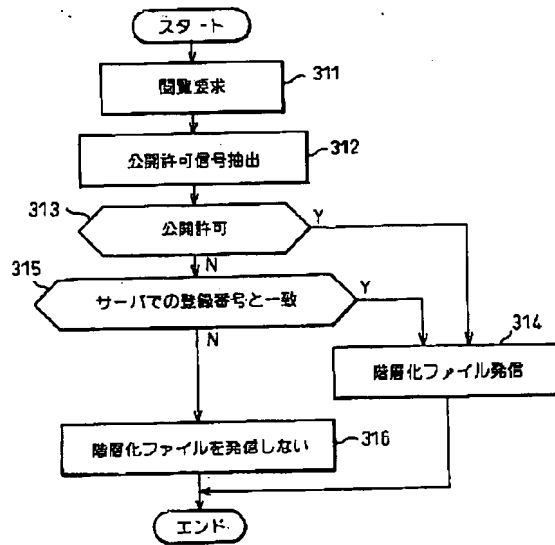 スタート
311
閲覧要求
312
公開許可信号抽出
313
公開許可
Y
N
315
サーバでの登録番号と一致
Y
N
314
階層化ファイル発信
316
階層化ファイルを発信しない
エンド